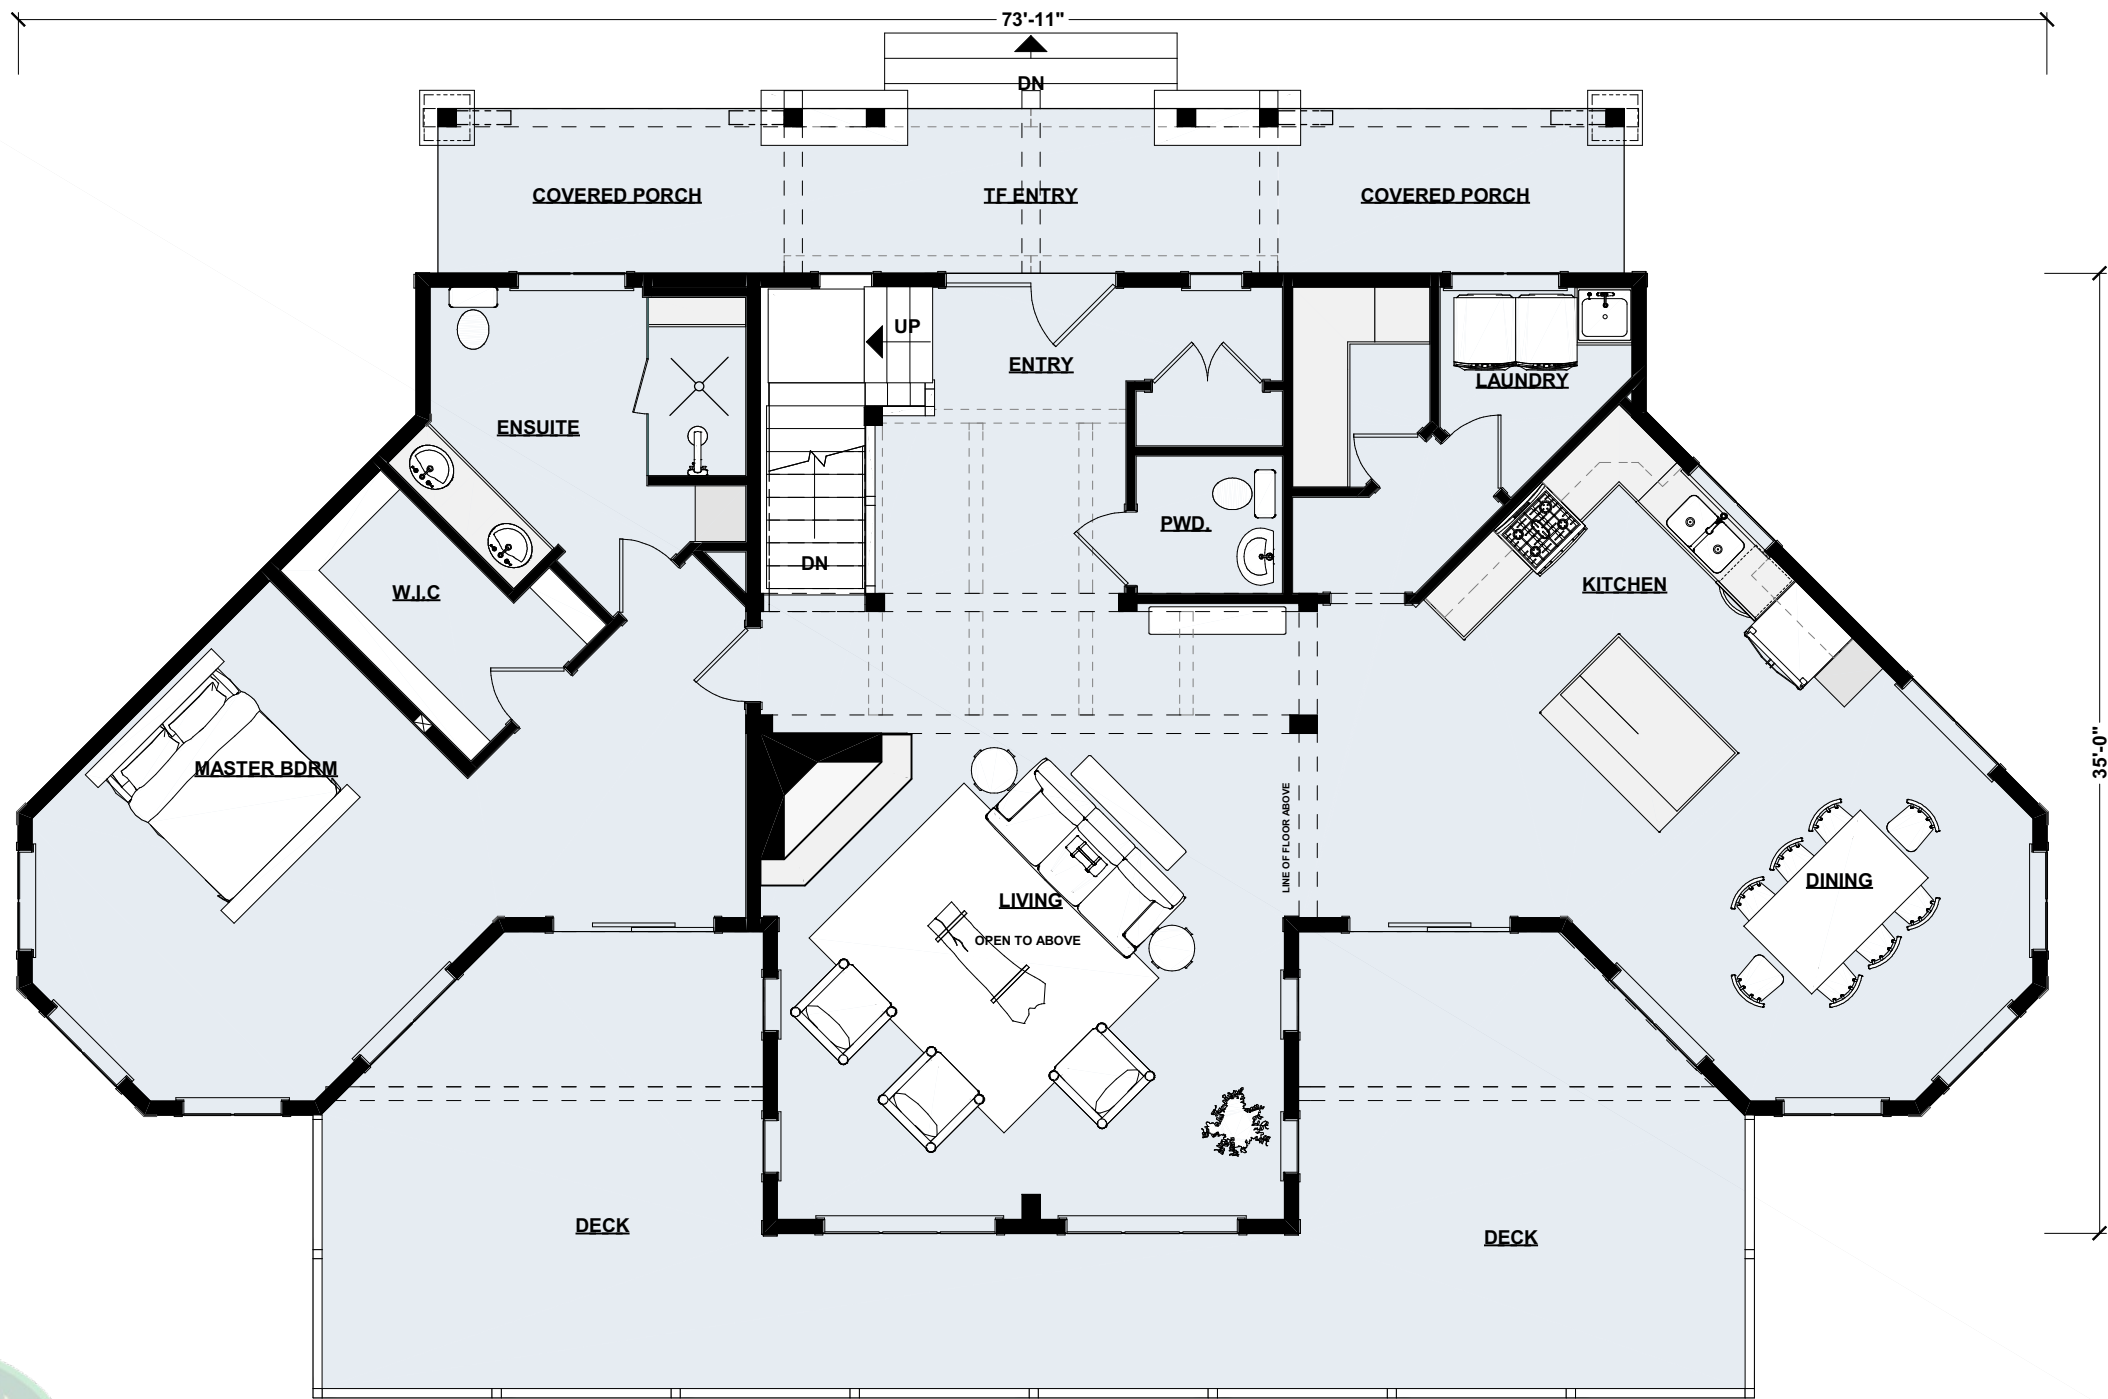 73'-11"
DN
COVERED PORCH
TF ENTRY
COVERED PORCH
UP
ENTRY
LAUNDRY
ENSUITE
PWD.
DN
W.I.C
KITCHEN
MASTER BDRM
35'-0"
LINE OF FLOOR ABOVE
LIVING
DINING
OPEN TO ABOVE
DECK
DECK